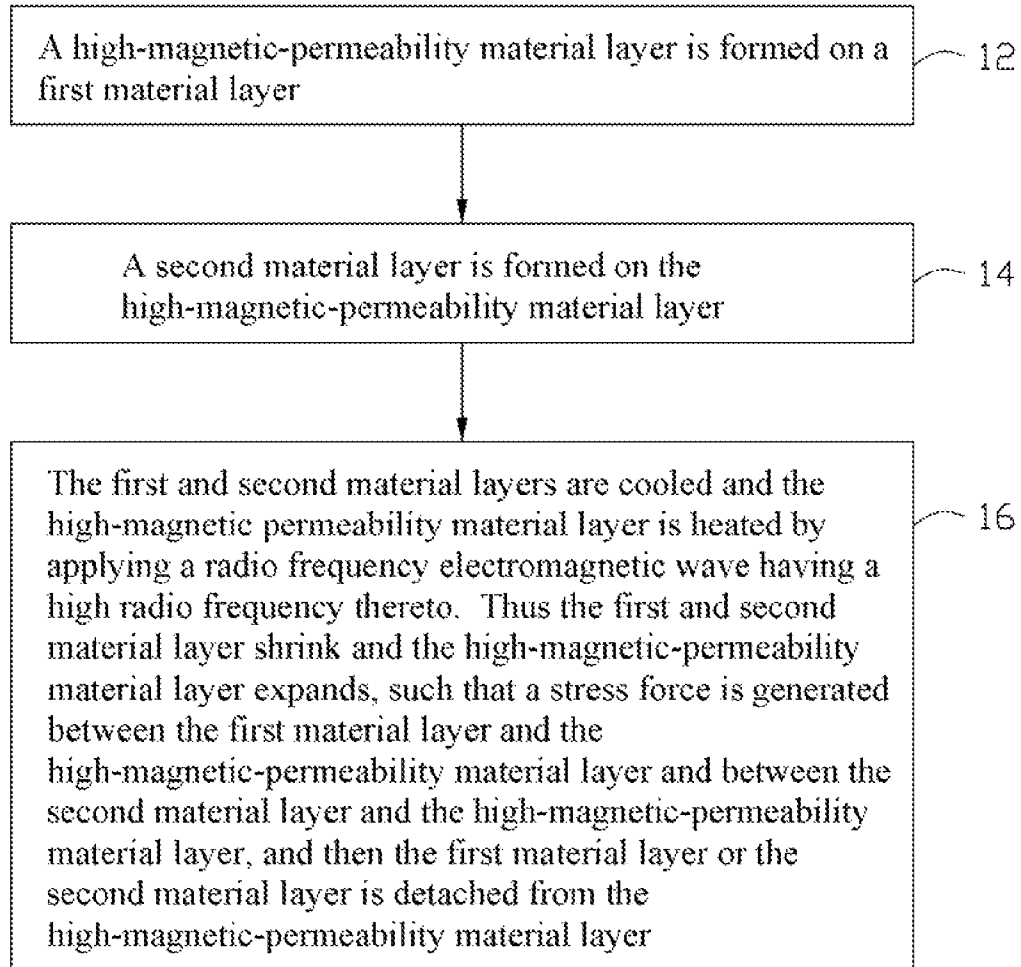 A high-magnetic-permeability material layer is formed on a
first material layer
12
A second material layer is formed on the
high-magnetic-permeability material layer
14
The first and second material layers are cooled and the
high-magnetic permeability material layer is heated by
applying a radio frequency electromagnetic wave having a
high radio frequency thereto. Thus the first and second
material layer shrink and the high-magnetic-permeability
material layer expands, such that a stress force is generated
between the first material layer and the
high-magnetic-permeability material layer and between the
second material layer and the high-magnetic-permeability
material layer, and then the first material layer or the
second material layer is detached from the
high-magnetic-permeability material layer
16